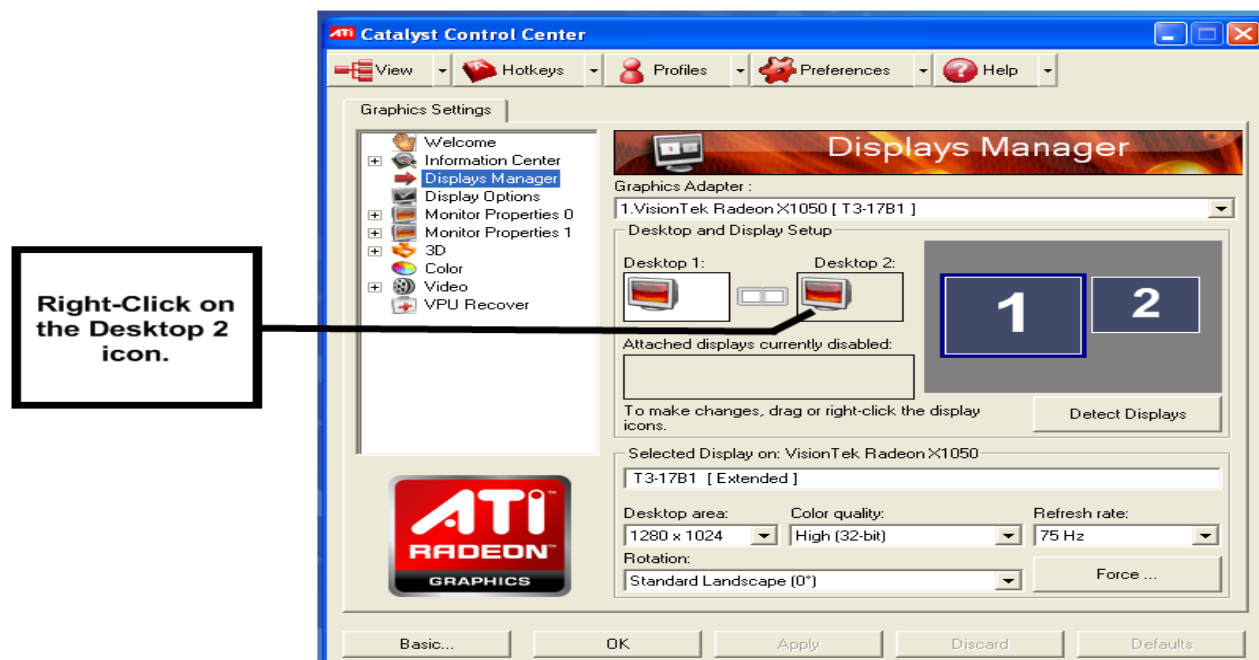 ATI Catalyst Control Center
View
Hotkeys
Profiles
Preferences
Help
Graphics Settings
Welcome
Information Center
Displays Manager
Display Options
Monitor Properties 0
Monitor Properties 1
3D
Color
Video
VPU Recover
Right-Click on
the Desktop 2
icon.
ATI
RADEON
GRAPHICS
Displays Manager
Graphics Adapter :
1.VisionTek Radeon X1050 [ T3-17B1 ]
Desktop and Display Setup
Desktop 1:
Desktop 2:
1
2
Attached displays currently disabled:
To make changes, drag or right-click the display
icons.
Detect Displays
Selected Display on: VisionTek Radeon X1050
T3-17B1 [ Extended ]
Desktop area:
Color quality:
Refresh rate:
1280 x 1024
High (32-bit)
75 Hz
Rotation:
Standard Landscape (0°)
Force ...
Basic...
OK
Apply
Discard
Defaults